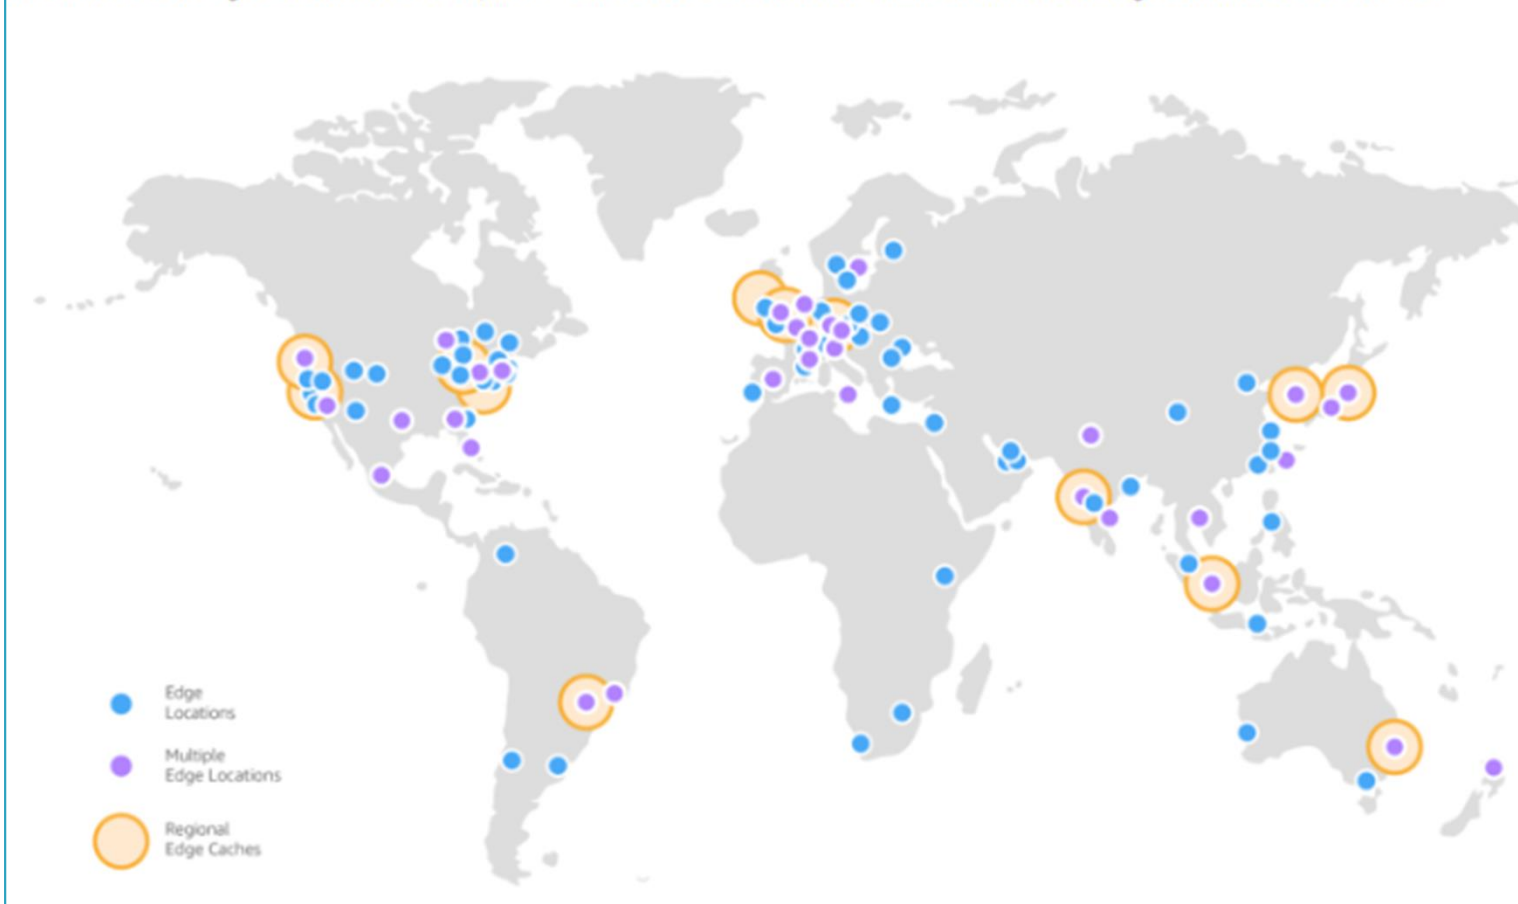 Edge
Locations
Multiple
Edge Locations
Regional
Edge Caches